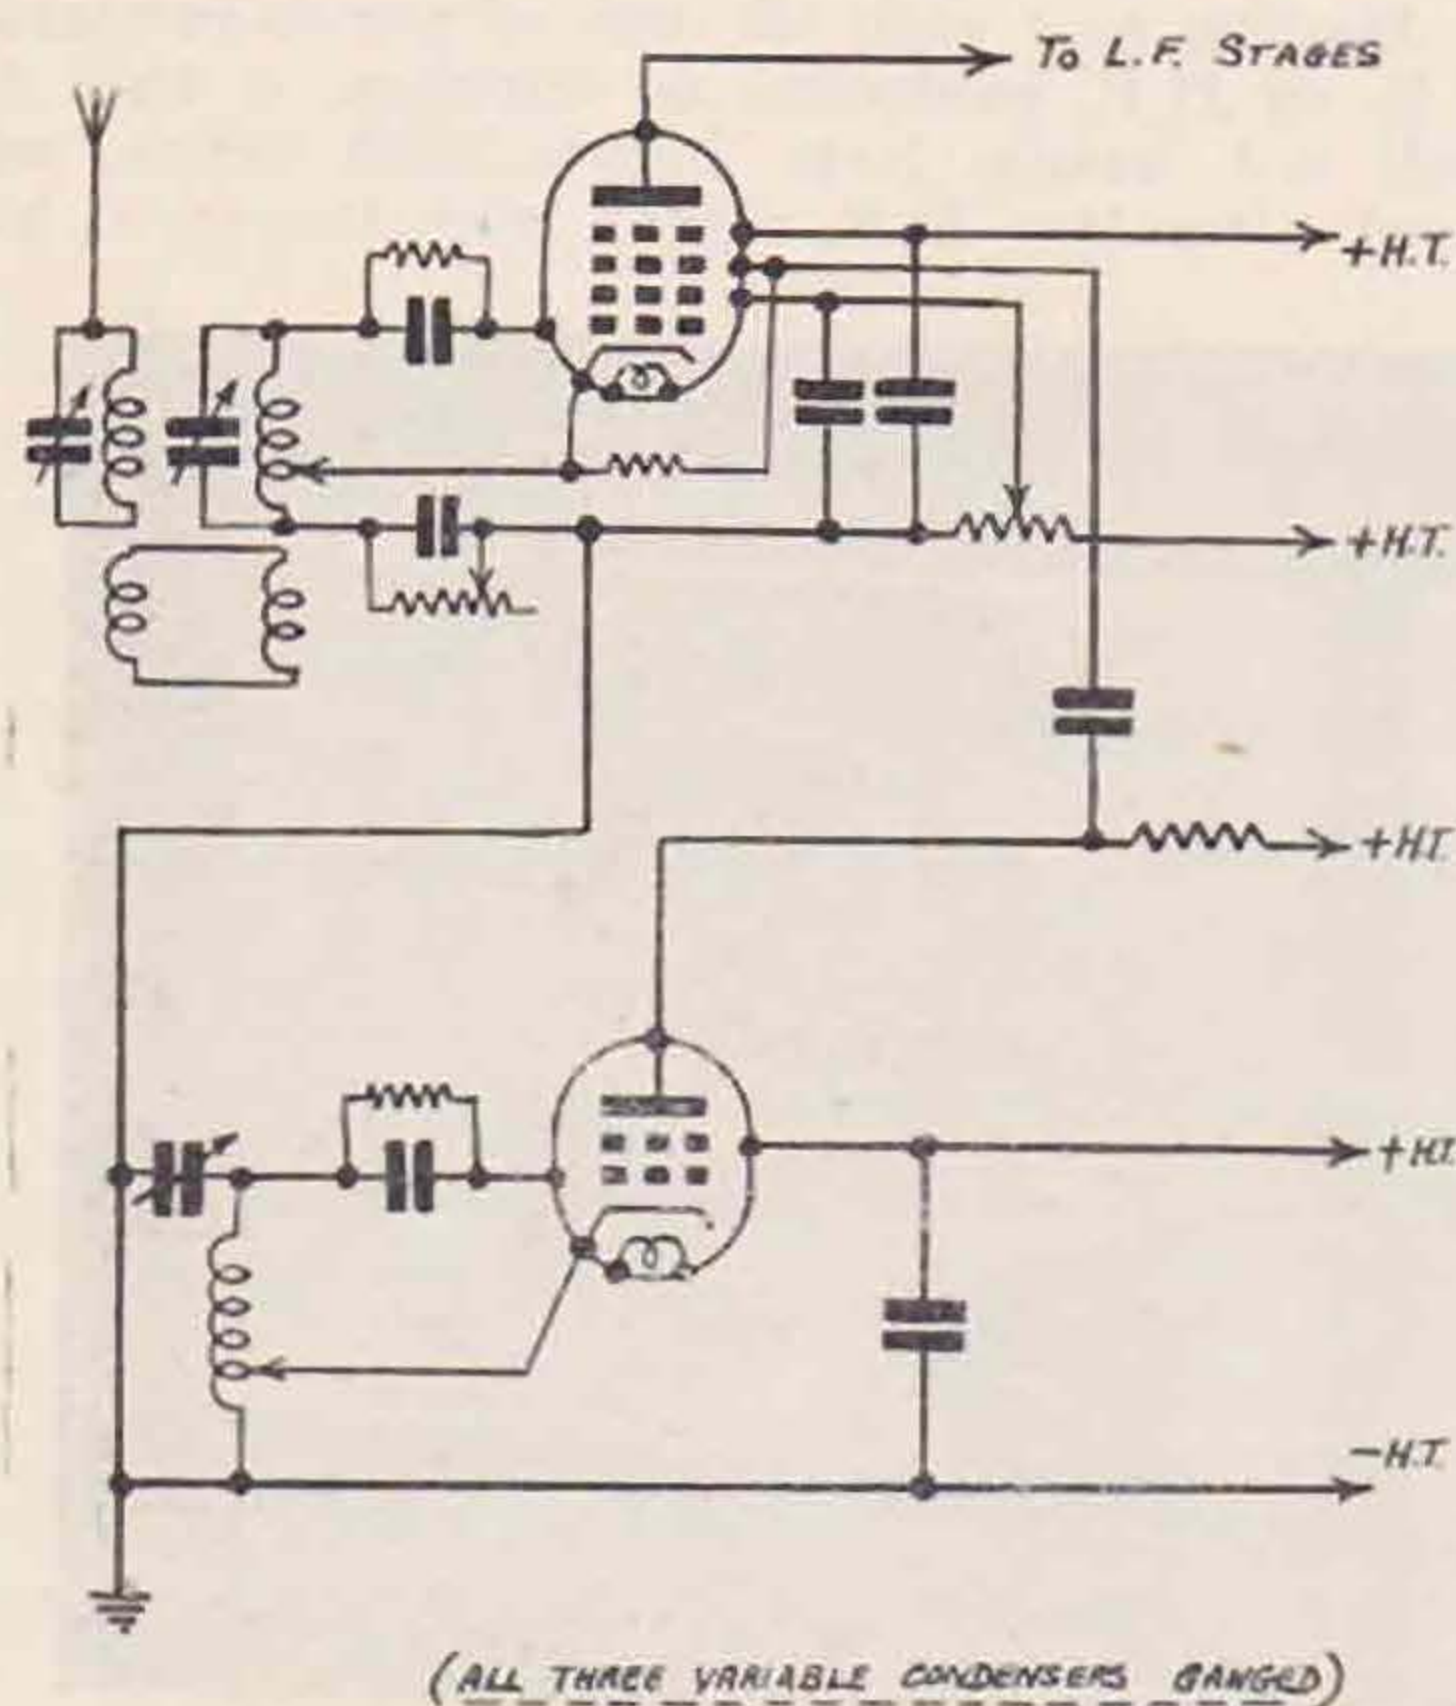 To L.F. STAGES
+H.T.
+H.T.
+H.T.
+H.T.
−H.T.
(ALL THREE VARIABLE CONDENSERS GANGED)